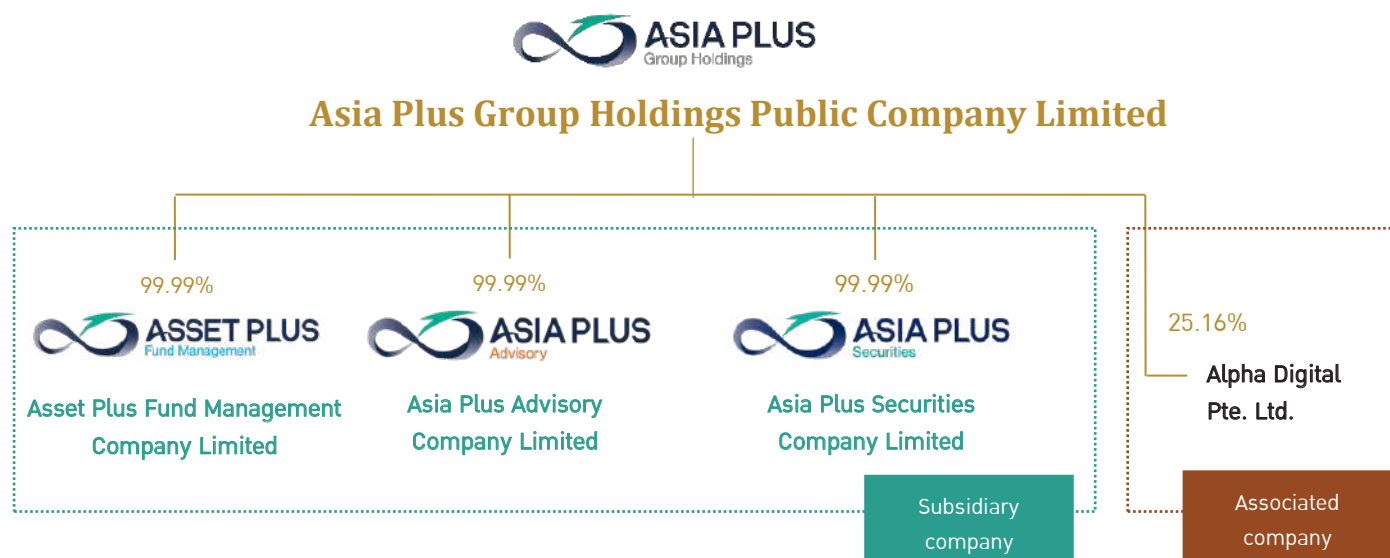 ASIA PLUS
Group Holdings
Asia Plus Group Holdings Public Company Limited
99.99%
ASSET PLUS
Fund Management
Asset Plus Fund Management
Company Limited
99.99%
ASIA PLUS
Advisory
Asia Plus Advisory
Company Limited
99.99%
ASIA PLUS
Securities
Asia Plus Securities
Company Limited
Subsidiary
company
25.16%
Alpha Digital
Pte. Ltd.
Associated
company